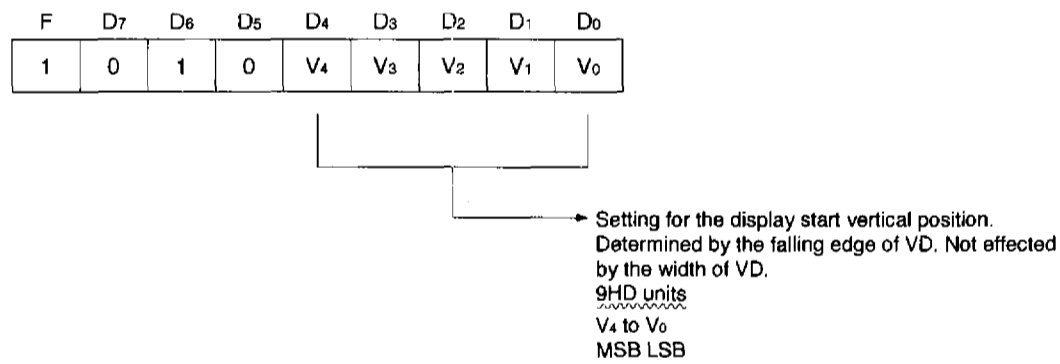 F D7 D6 D5 D4 D3 D2 D1 D0
1 0 1 0 V4 V3 V2 V1 V0
Setting for the display start vertical position.
Determined by the falling edge of VD. Not effected
by the width of VD.
9HD units
V4 to V0
MSB LSB